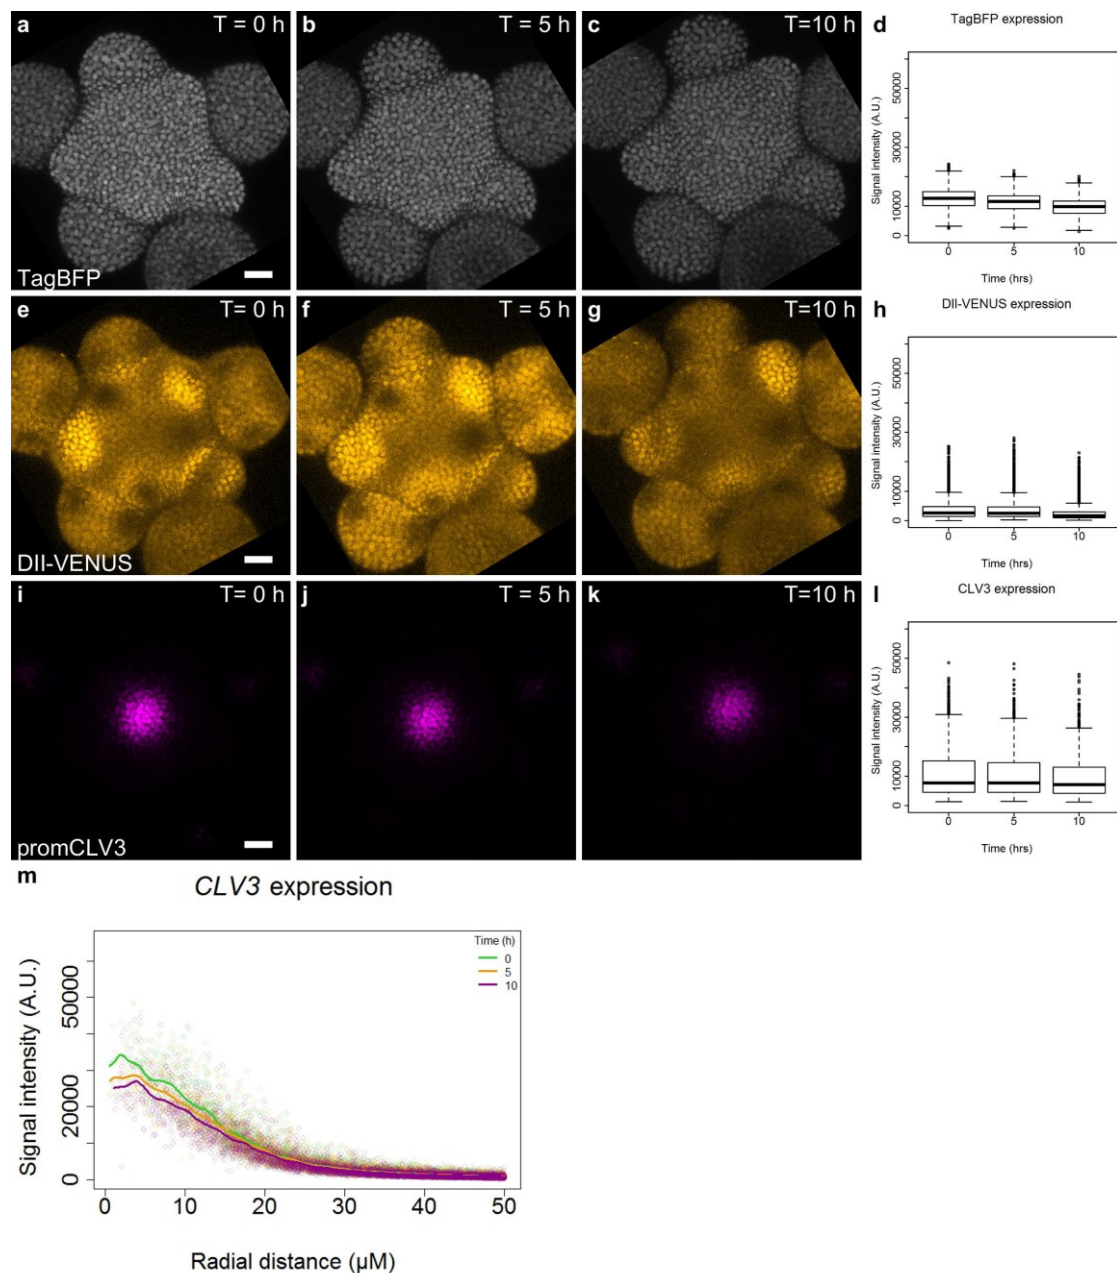 a T = 0 h
b T = 5 h
c T= 10 h
TagBFP
d TagBFP expression
Signal intensity (A.U.)
50000
30000
10000
0
0 5 10
Time (hrs)
e T = 0 h
f T = 5 h
g T=10 h
DII-VENUS
h DII-VENUS expression
Signal intensity (A.U.)
50000
30000
10000
0
0 5 10
Time (hrs)
i T= 0 h
j T = 5 h
k T=10 h
promCLV3
l CLV3 expression
Signal intensity (A.U.)
50000
30000
10000
0
0 5 10
Time (hrs)
m CLV3 expression
Signal intensity (A.U.)
50000
20000
0
Time (h)
0
5
10
0 10 20 30 40 50
Radial distance (µM)